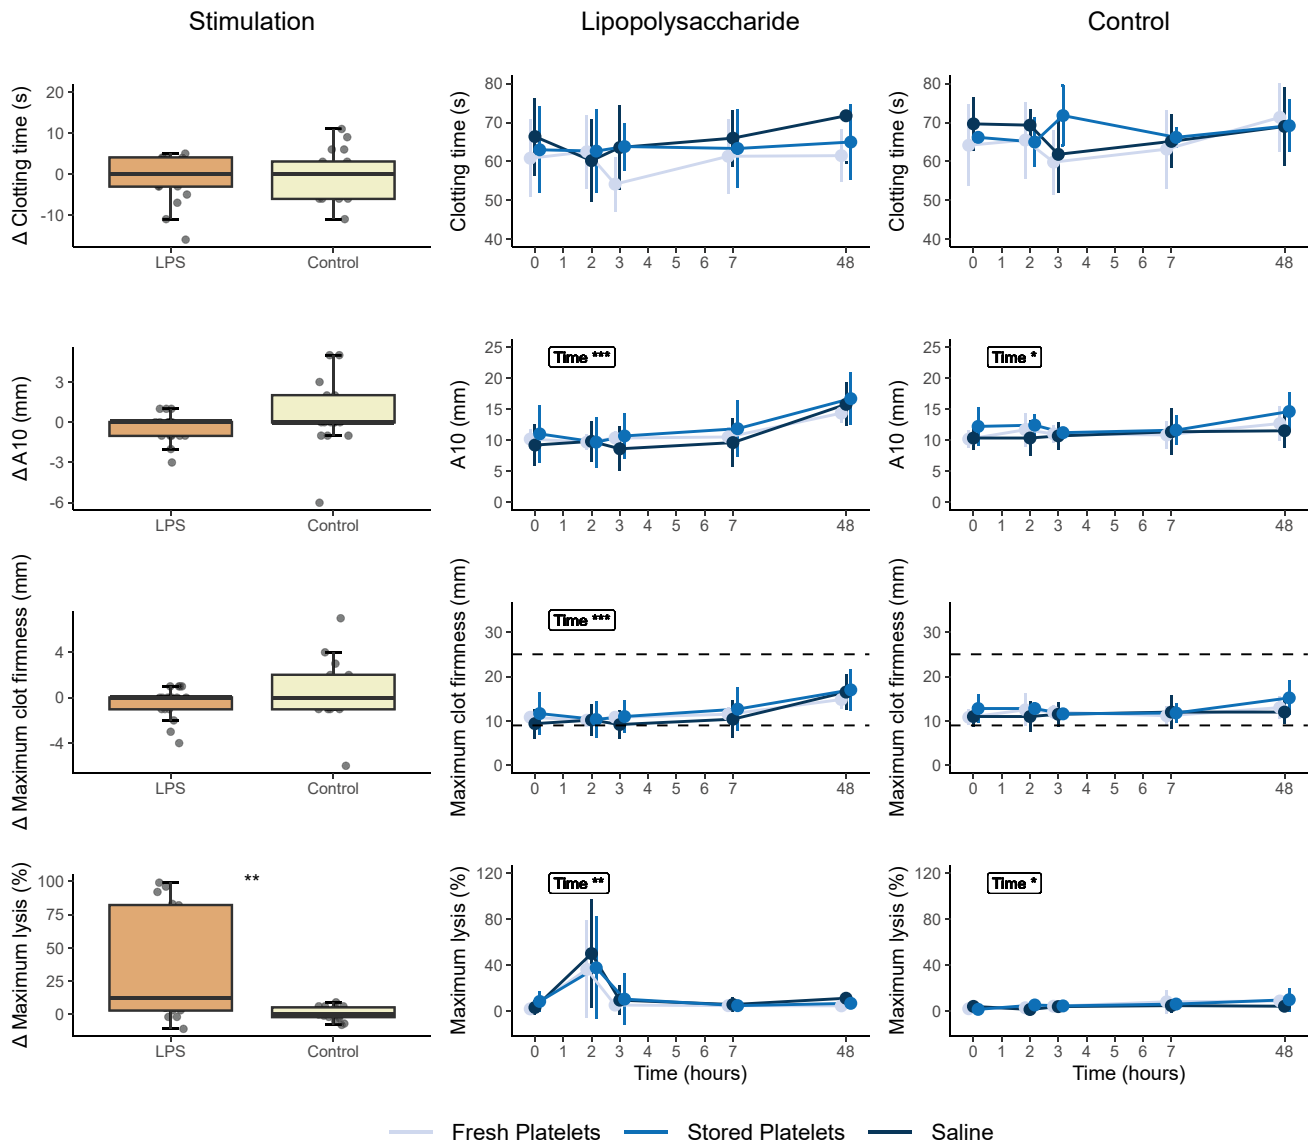 Stimulation
Lipopolysaccharide
Control
Δ Clotting time (s)
20
10
0
-10
LPS
Control
Clotting time (s)
80
70
60
50
40
0 1 2 3 4 5 6 7 48
Clotting time (s)
80
70
60
50
40
0 1 2 3 4 5 6 7 48
Δ A10 (mm)
3
0
-3
-6
LPS
Control
A10 (mm)
25
20
15
10
5
0
Time ***
0 1 2 3 4 5 6 7 48
A10 (mm)
25
20
15
10
5
0
Time *
0 1 2 3 4 5 6 7 48
Δ Maximum clot firmness (mm)
4
0
-4
LPS
Control
Maximum clot firmness (mm)
30
20
10
0
Time ***
0 1 2 3 4 5 6 7 48
Maximum clot firmness (mm)
30
20
10
0
0 1 2 3 4 5 6 7 48
Δ Maximum lysis (%)
100
75
50
25
0
**
LPS
Control
Maximum lysis (%)
120
80
40
0
Time **
0 1 2 3 4 5 6 7 48
Time (hours)
Maximum lysis (%)
120
80
40
0
Time *
0 1 2 3 4 5 6 7 48
Time (hours)
Fresh Platelets
Stored Platelets
Saline